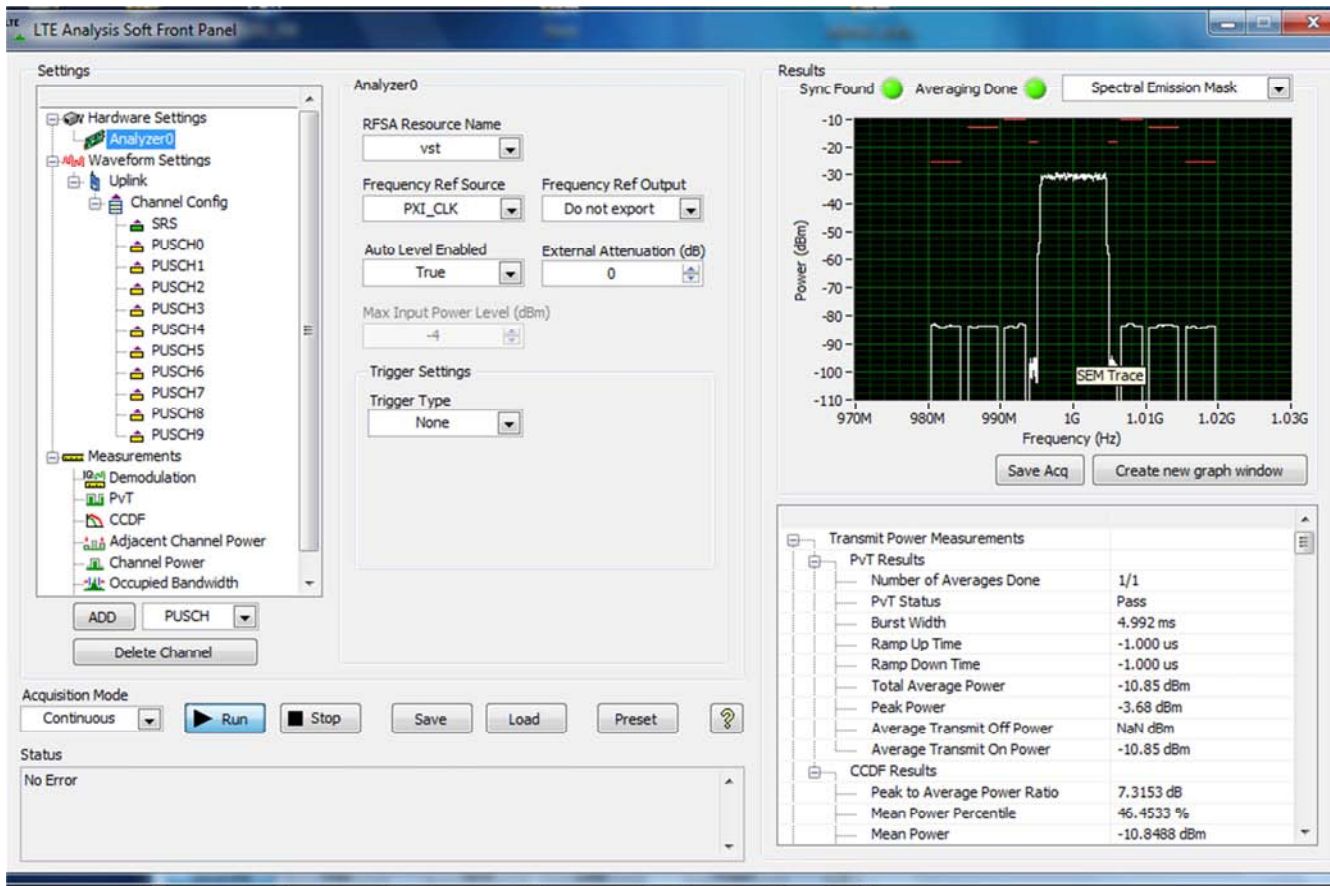 LTE
LTE Analysis Soft Front Panel
Settings
Hardware Settings
Analyzer0
Waveform Settings
Uplink
Channel Config
SRS
PUSCH0
PUSCH1
PUSCH2
PUSCH3
PUSCH4
PUSCH5
PUSCH6
PUSCH7
PUSCH8
PUSCH9
Measurements
Demodulation
PvT
CCDF
Adjacent Channel Power
Channel Power
Occupied Bandwidth
ADD
PUSCH
Delete Channel
Analyzer0
RFSA Resource Name
vst
Frequency Ref Source
Frequency Ref Output
PXI_CLK
Do not export
Auto Level Enabled
External Attenuation (dB)
True
0
Max Input Power Level (dBm)
-4
Trigger Settings
Trigger Type
None
Acquisition Mode
Continuous
Run
Stop
Save
Load
Preset
?
Status
No Error
Results
Sync Found
Averaging Done
Spectral Emission Mask
Power (dBm)
-10
-20
-30
-40
-50
-60
-70
-80
-90
-100
-110
SEM Trace
970M 980M 990M 1G 1.01G 1.02G 1.03G
Frequency (Hz)
Save Acq
Create new graph window
Transmit Power Measurements
PvT Results
Number of Averages Done 1/1
PvT Status Pass
Burst Width 4.992 ms
Ramp Up Time -1.000 us
Ramp Down Time -1.000 us
Total Average Power -10.85 dBm
Peak Power -3.68 dBm
Average Transmit Off Power NaN dBm
Average Transmit On Power -10.85 dBm
CCDF Results
Peak to Average Power Ratio 7.3153 dB
Mean Power Percentile 46.4533 %
Mean Power -10.8488 dBm